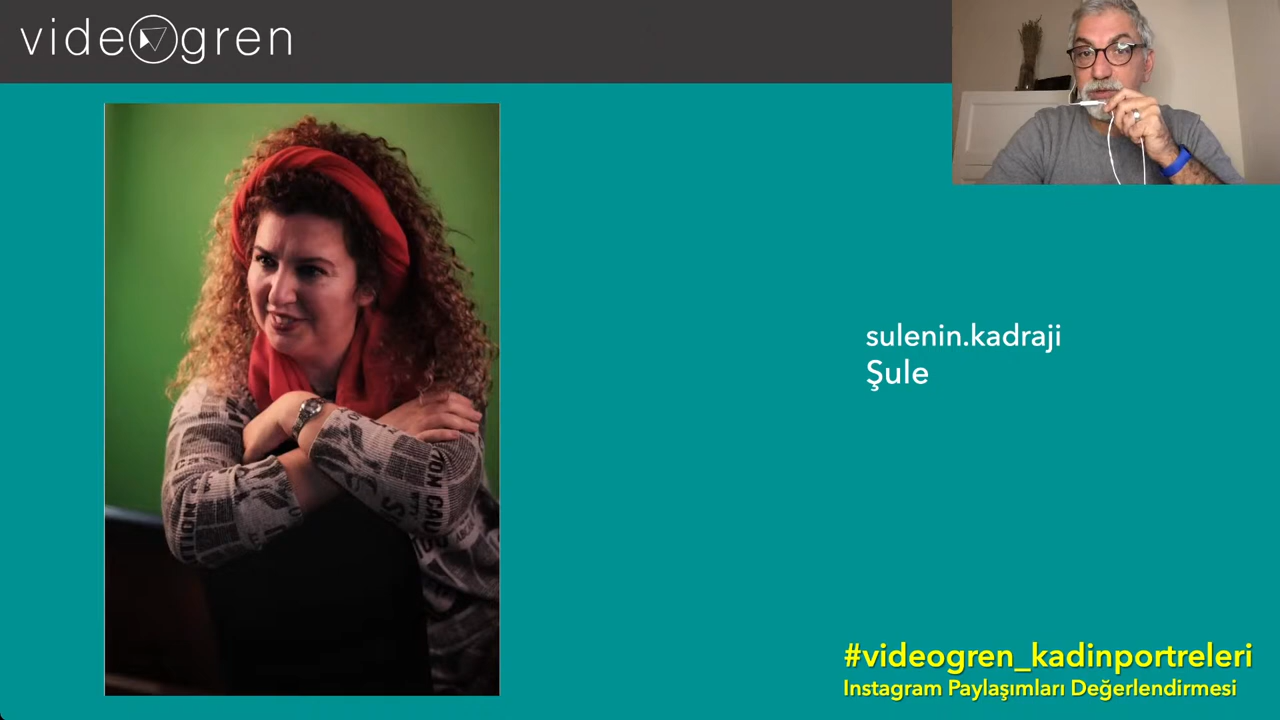 videogren
sulenin.kadraji
Şule
#videogren_kadinportreleri
Instagram Paylaşımları Değerlendirmesi